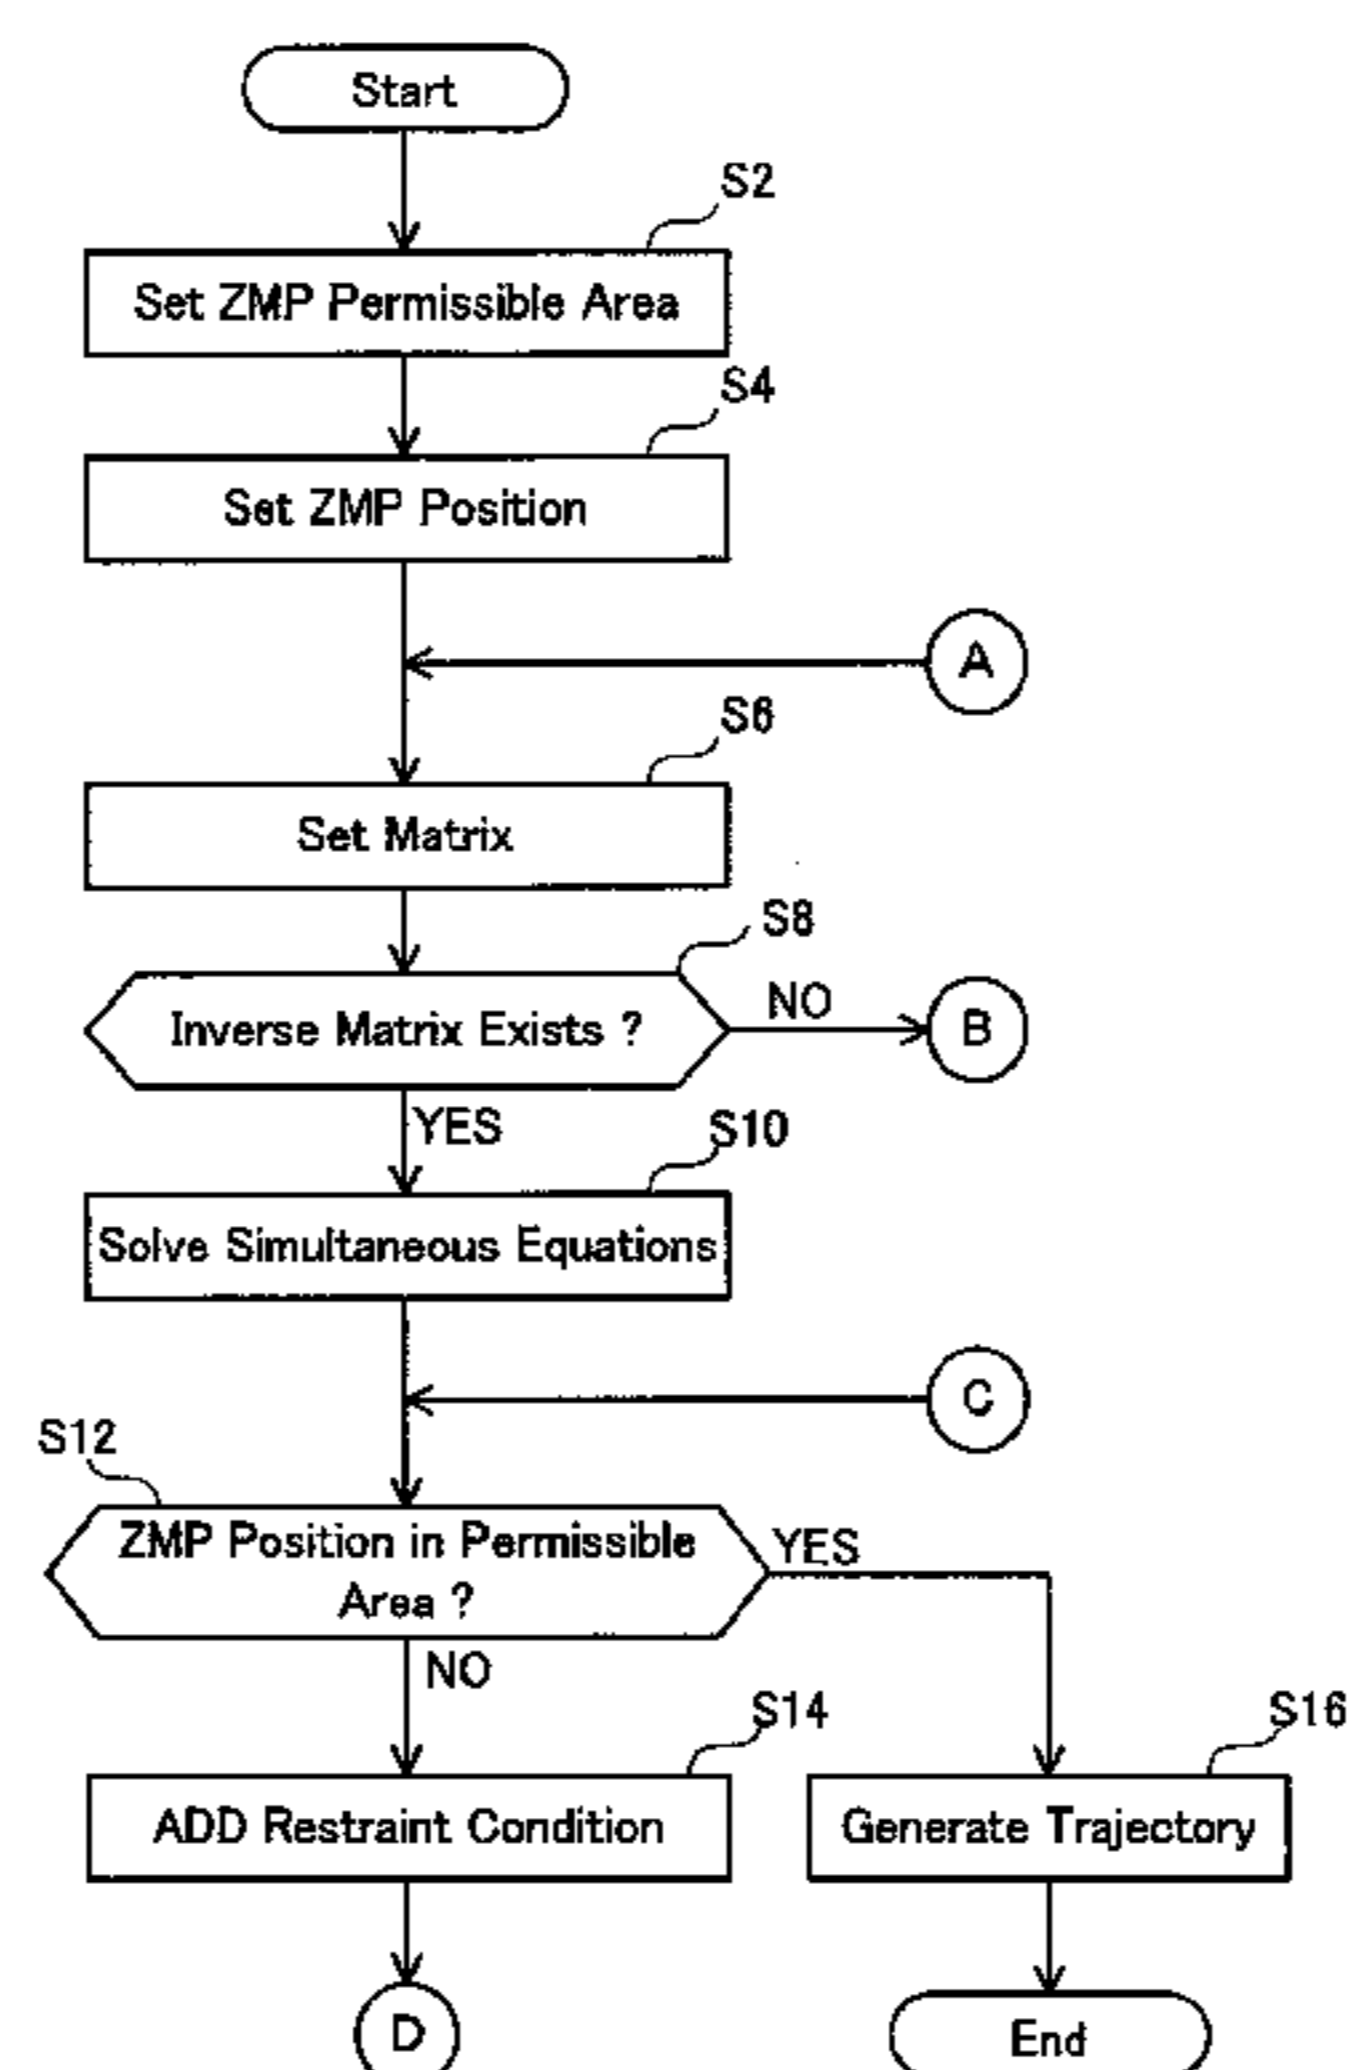 Start
S2
Set ZMP Permissible Area
S4
Set ZMP Position
A
S6
Set Matrix
S8
Inverse Matrix Exists ?
NO
B
YES
S10
Solve Simultaneous Equations
C
S12
ZMP Position in Permissible
Area ?
YES
NO
S14
S16
ADD Restraint Condition
Generate Trajectory
D
End